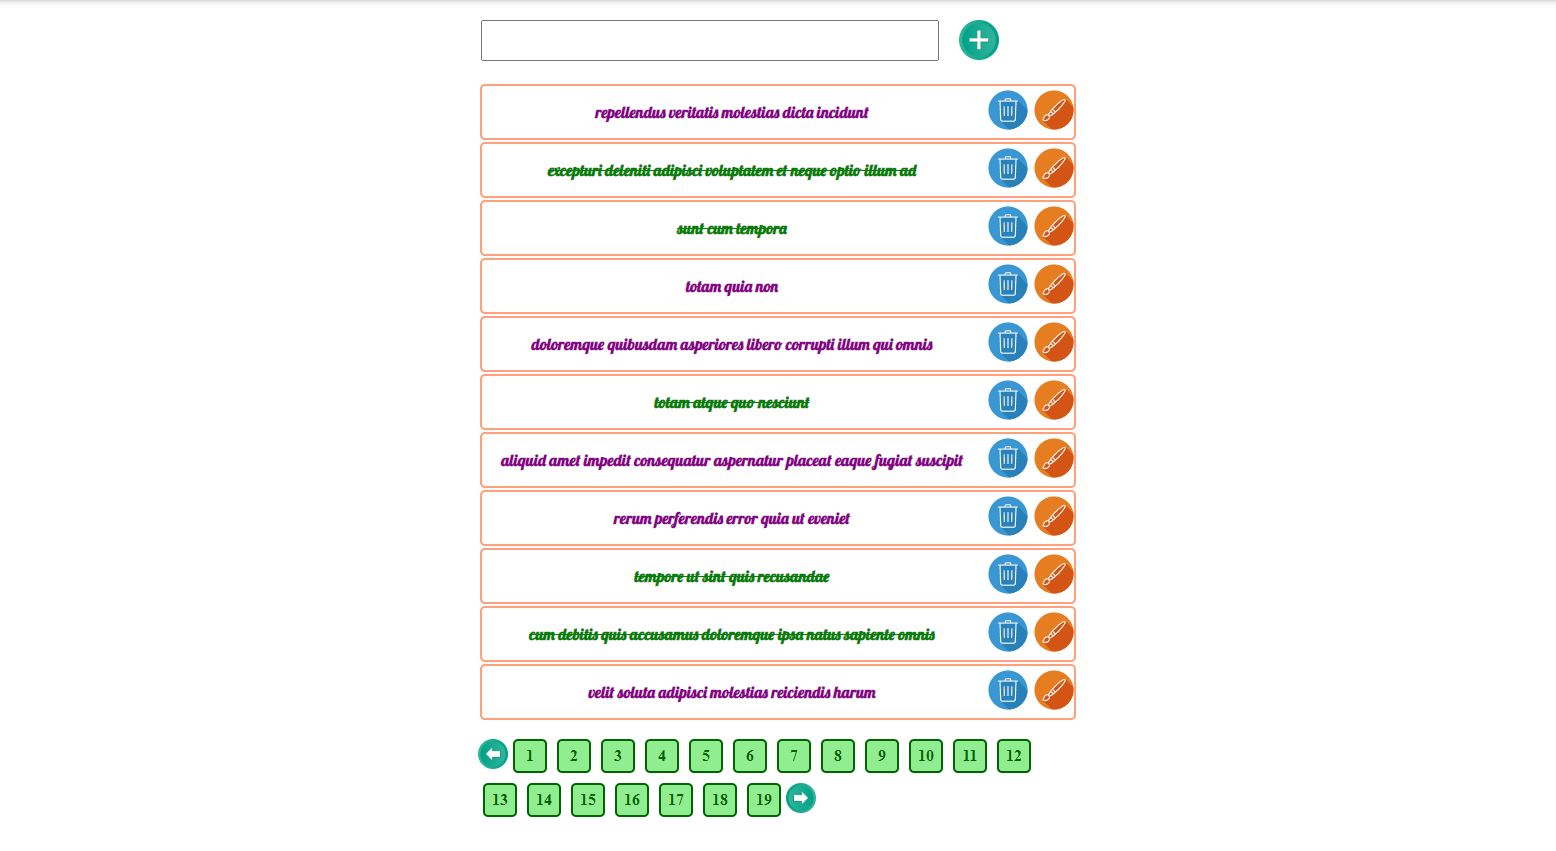 repellendus veritatis molestias dicta incidunt
excepturi deleniti adipisci voluptatem et neque optio illum ad
sunt cum tempora
totam quia non
doloremque quibusdam asperiores libero corrupti illum qui omnis
totam atque quo nesciunt
aliquid amet impedit consequatur aspernatur placeat eaque fugiat suscipit
rerum perferendis error quia ut eveniet
tempore ut sint quis recusandae
cum debitis quis accusamus doloremque ipsa natus sapiente omnis
velit soluta adipisci molestias reiciendis harum
1 2 3 4 5 6 7 8 9 10 11 12
13 14 15 16 17 18 19